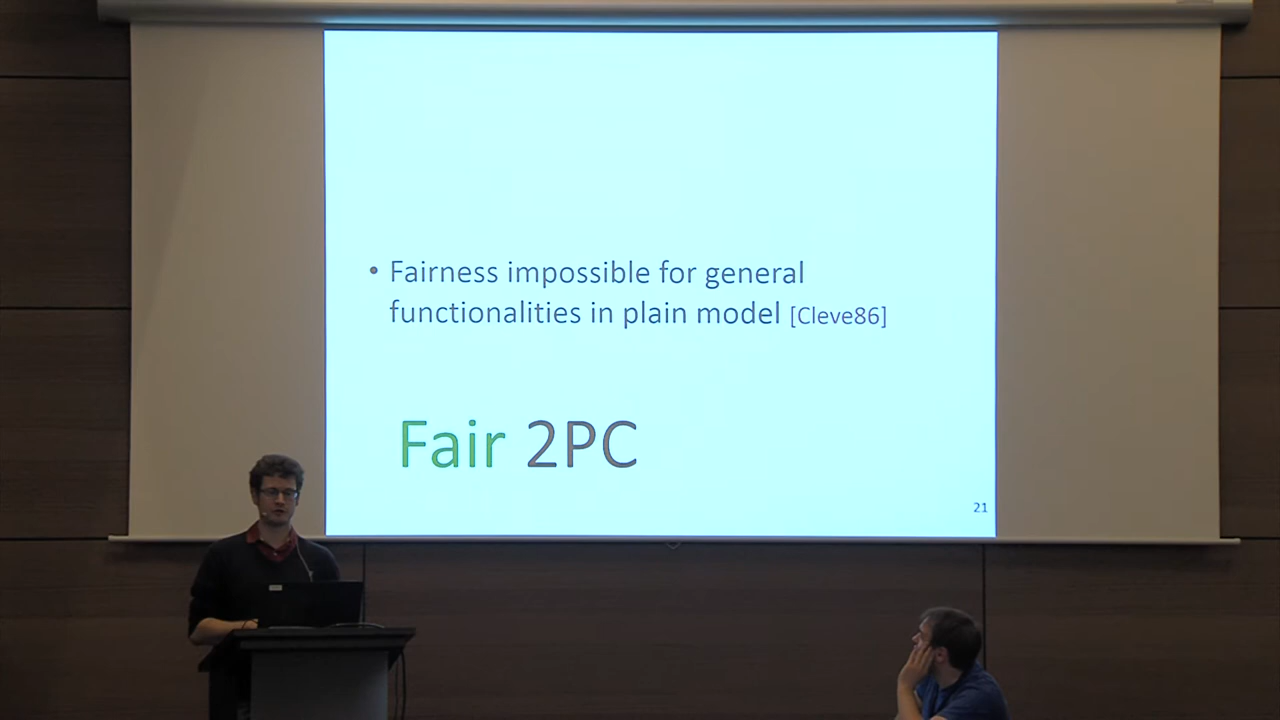 • Fairness impossible for general
functionalities in plain model [Cleve86]
Fair 2PC
21